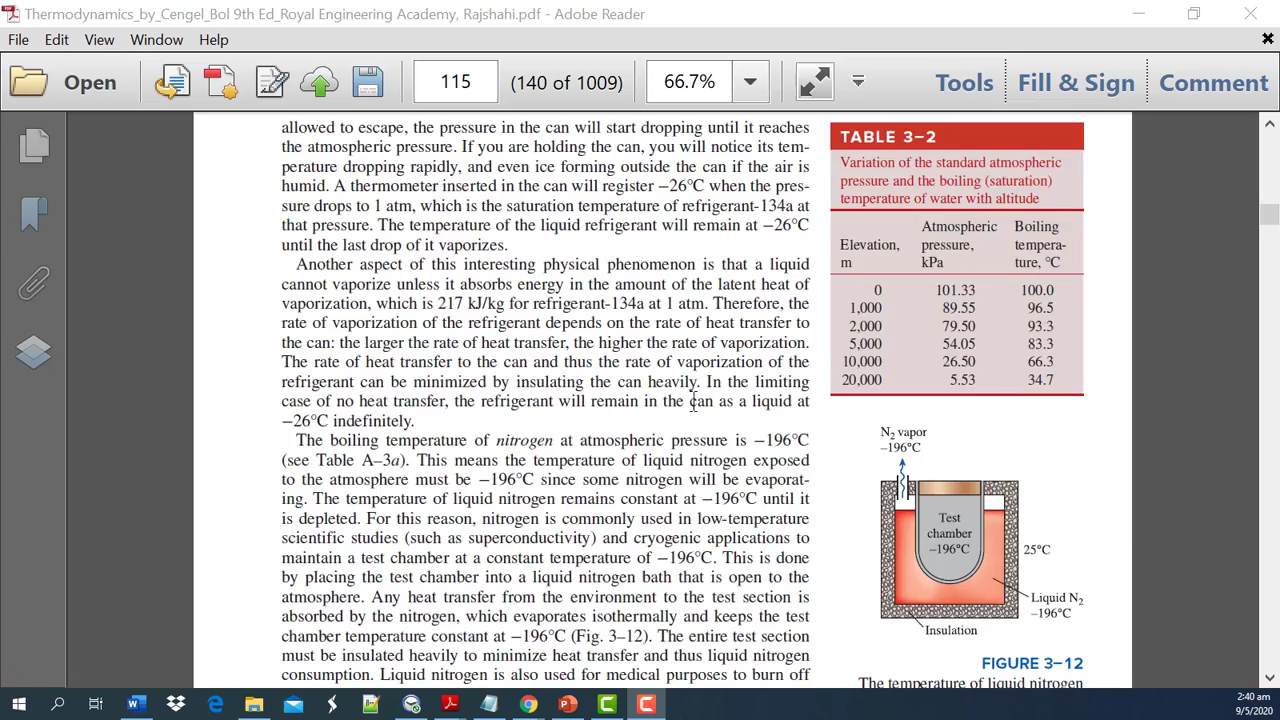 Thermodynamics_by_Cengel_Bol 9th Ed_Royal Engineering Academy, Rajshahi.pdf - Adobe Reader
File Edit View Window Help
Open 115 (140 of 1009) 66.7% Tools Fill & Sign Comment
allowed to escape, the pressure in the can will start dropping until it reaches
the atmospheric pressure. If you are holding the can, you will notice its tem-
perature dropping rapidly, and even ice forming outside the can if the air is
humid. A thermometer inserted in the can will register −26°C when the pres-
sure drops to 1 atm, which is the saturation temperature of refrigerant-134a at
that pressure. The temperature of the liquid refrigerant will remain at −26°C
until the last drop of it vaporizes.
Another aspect of this interesting physical phenomenon is that a liquid
cannot vaporize unless it absorbs energy in the amount of the latent heat of
vaporization, which is 217 kJ/kg for refrigerant-134a at 1 atm. Therefore, the
rate of vaporization of the refrigerant depends on the rate of heat transfer to
the can: the larger the rate of heat transfer, the higher the rate of vaporization.
The rate of heat transfer to the can and thus the rate of vaporization of the
refrigerant can be minimized by insulating the can heavily. In the limiting
case of no heat transfer, the refrigerant will remain in the can as a liquid at
−26°C indefinitely.
The boiling temperature of nitrogen at atmospheric pressure is −196°C
(see Table A–3a). This means the temperature of liquid nitrogen exposed
to the atmosphere must be −196°C since some nitrogen will be evaporat-
ing. The temperature of liquid nitrogen remains constant at −196°C until it
is depleted. For this reason, nitrogen is commonly used in low-temperature
scientific studies (such as superconductivity) and cryogenic applications to
maintain a test chamber at a constant temperature of −196°C. This is done
by placing the test chamber into a liquid nitrogen bath that is open to the
atmosphere. Any heat transfer from the environment to the test section is
absorbed by the nitrogen, which evaporates isothermally and keeps the test
chamber temperature constant at −196°C (Fig. 3–12). The entire test section
must be insulated heavily to minimize heat transfer and thus liquid nitrogen
consumption. Liquid nitrogen is also used for medical purposes to burn off
TABLE 3–2
Variation of the standard atmospheric
pressure and the boiling (saturation)
temperature of water with altitude
Atmospheric Boiling
Elevation, pressure, tempera-
m kPa ture, °C
0 101.33 100.0
1,000 89.55 96.5
2,000 79.50 93.3
5,000 54.05 83.3
10,000 26.50 66.3
20,000 5.53 34.7
N2 vapor
–196°C
Test
chamber
–196°C
25°C
Liquid N2
–196°C
Insulation
FIGURE 3–12
The temperature of liquid nitrogen
2:40 am
9/5/2020